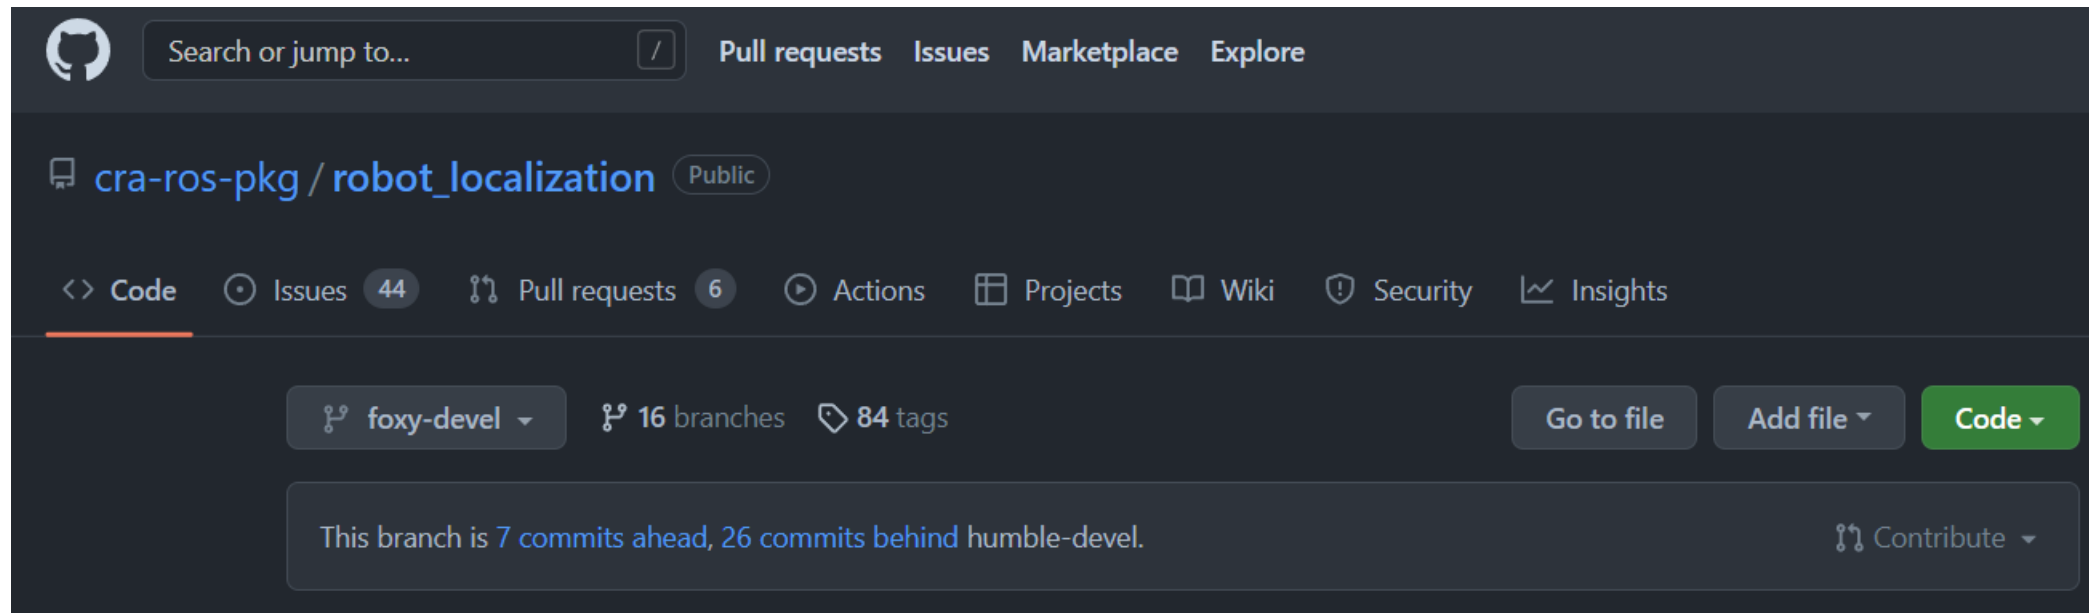 Search or jump to... / Pull requests Issues Marketplace Explore
cra-ros-pkg / robot_localization Public
<> Code Issues 44 Pull requests 6 Actions Projects Wiki Security Insights
foxy-devel 16 branches 84 tags Go to file Add file Code
This branch is 7 commits ahead, 26 commits behind humble-devel. Contribute